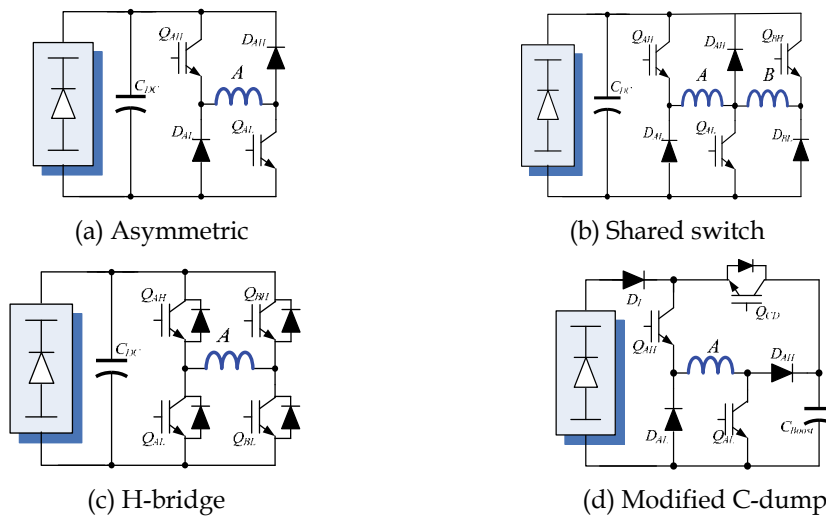 Q_AH
D_AH
C_DC
A
D_AL
Q_AL
(a) Asymmetric
Q_AH
D_AH
Q_BH
C_DC
A
B
D_AL
Q_AL
D_BL
(b) Shared switch
Q_AH
Q_BH
C_DC
A
Q_AL
Q_BL
(c) H-bridge
D_1
Q_CD
Q_AH
A
D_AH
D_AL
Q_AL
C_Boost
(d) Modified C-dump